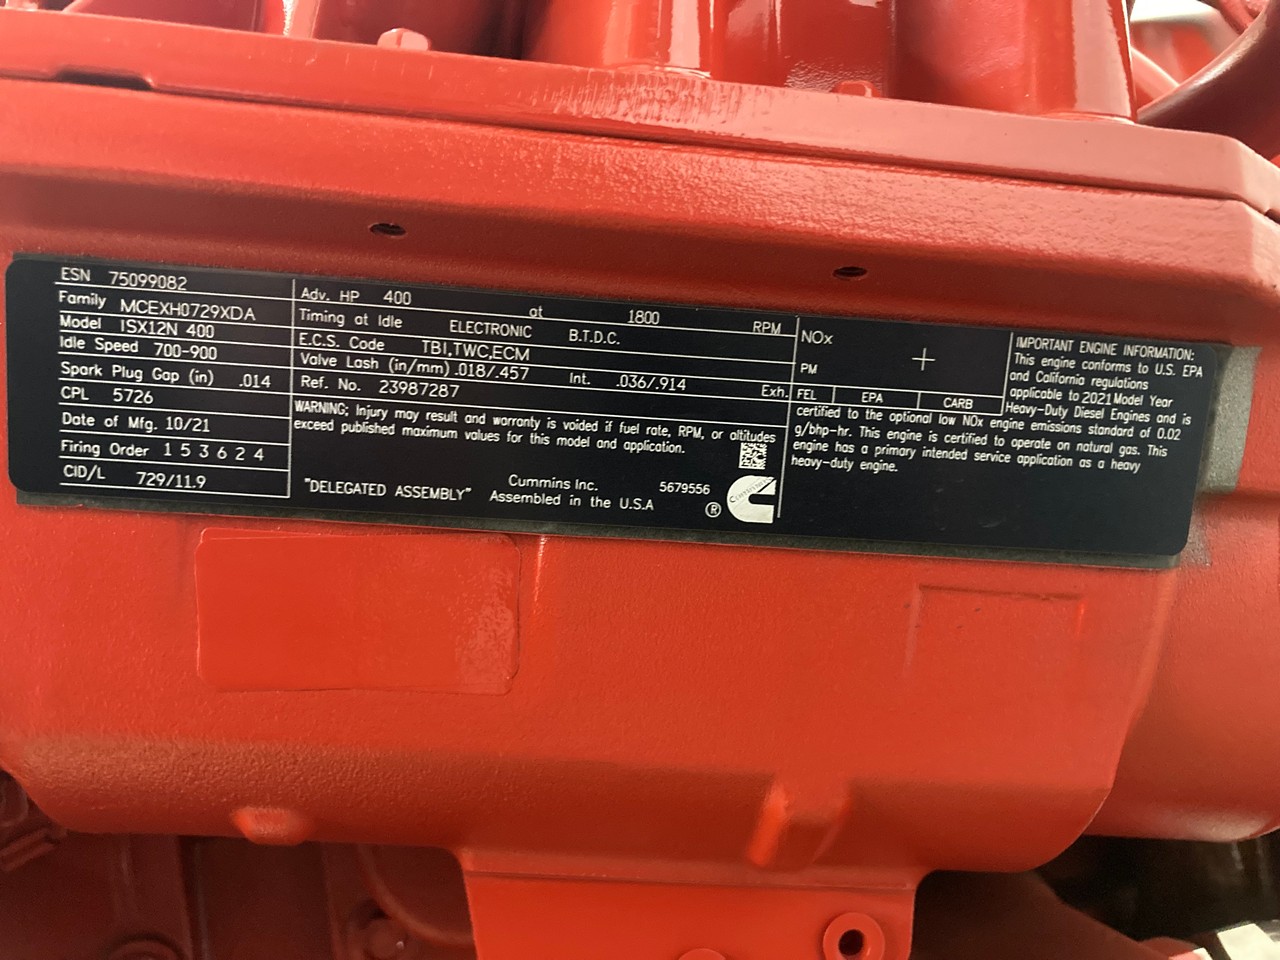 ESN 75099082
Family MCEXH0729XDA
Model ISX12N 400
Idle Speed 700-900
Spark Plug Gap (in) .014
CPL 5726
Date of Mfg. 10/21
Firing Order 1 5 3 6 2 4
CID/L 729/11.9
Adv. HP 400 at 1800 RPM
Timing at Idle ELECTRONIC B.T.D.C.
E.C.S. Code TBI,TWC,ECM
Valve Lash (in/mm) .018/.457 Int. .036/.914 Exh.
Ref. No. 23987287
WARNING; Injury may result and warranty is voided if fuel rate, RPM, or altitudes
exceed published maximum values for this model and application.
"DELEGATED ASSEMBLY"
Cummins Inc.
Assembled in the U.S.A
5679556
®
Cummins
NOx
PM
FEL EPA CARB
IMPORTANT ENGINE INFORMATION:
This engine conforms to U.S. EPA
and California regulations
applicable to 2021 Model Year
Heavy-Duty Diesel Engines and is
certified to the optional low NOx engine emissions standard of 0.02
g/bhp-hr. This engine is certified to operate on natural gas. This
engine has a primary intended service application as a heavy
heavy-duty engine.